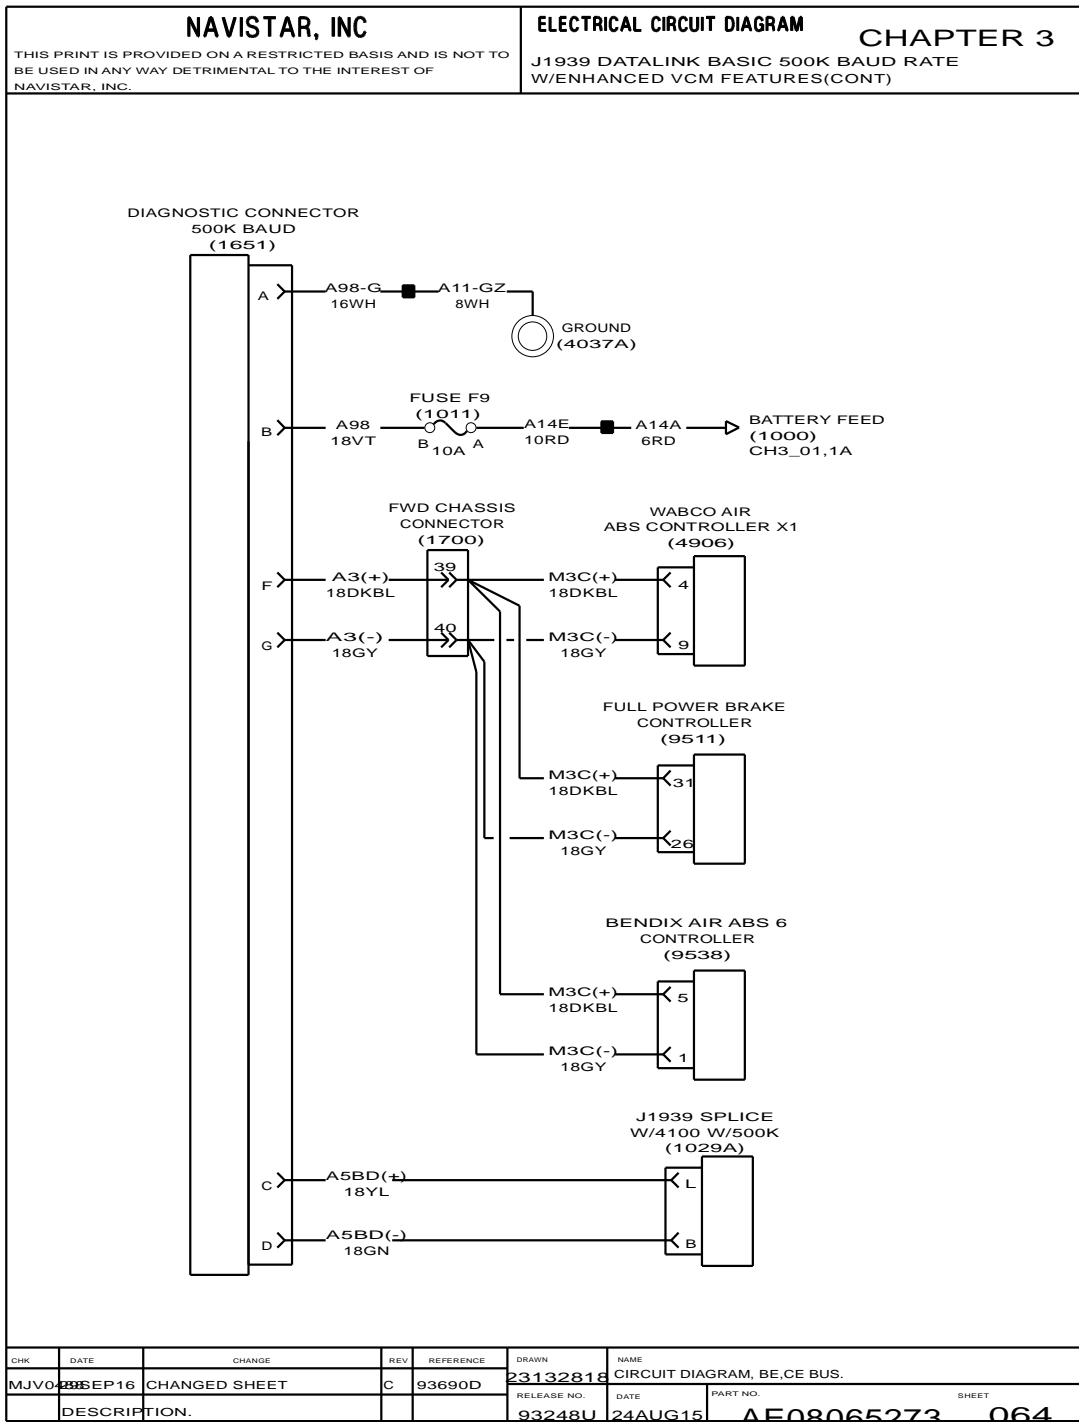 NAVISTAR, INC
THIS PRINT IS PROVIDED ON A RESTRICTED BASIS AND IS NOT TO
BE USED IN ANY WAY DETRIMENTAL TO THE INTEREST OF
NAVISTAR, INC.
ELECTRICAL CIRCUIT DIAGRAM
CHAPTER 3
J1939 DATALINK BASIC 500K BAUD RATE
W/ENHANCED VCM FEATURES(CONT)
DIAGNOSTIC CONNECTOR
500K BAUD
(1651)
A
A98-G
16WH
A11-GZ
8WH
GROUND
(4037A)
B
A98
18VT
FUSE F9
(1011)
B
10A
A
A14E
10RD
A14A
6RD
BATTERY FEED
(1000)
CH3_01,1A
FWD CHASSIS
CONNECTOR
(1700)
WABCO AIR
ABS CONTROLLER X1
(4906)
F
A3(+)
18DKBL
39
M3C(+)
18DKBL
4
G
A3(-)
18GY
40
M3C(-)
18GY
9
FULL POWER BRAKE
CONTROLLER
(9511)
M3C(+)
18DKBL
31
M3C(-)
18GY
26
BENDIX AIR ABS 6
CONTROLLER
(9538)
M3C(+)
18DKBL
5
M3C(-)
18GY
1
J1939 SPLICE
W/4100 W/500K
(1029A)
C
A5BD(+)
18YL
L
D
A5BD(-)
18GN
B
CHK DATE CHANGE REV REFERENCE
CHANGED SHEET C 93690D
DESCRIPTION.
DRAWN
23132818
NAME
CIRCUIT DIAGRAM, BE,CE BUS.
RELEASE NO.
93248U
DATE
24AUG15
PART NO.
AE08065273
SHEET
064